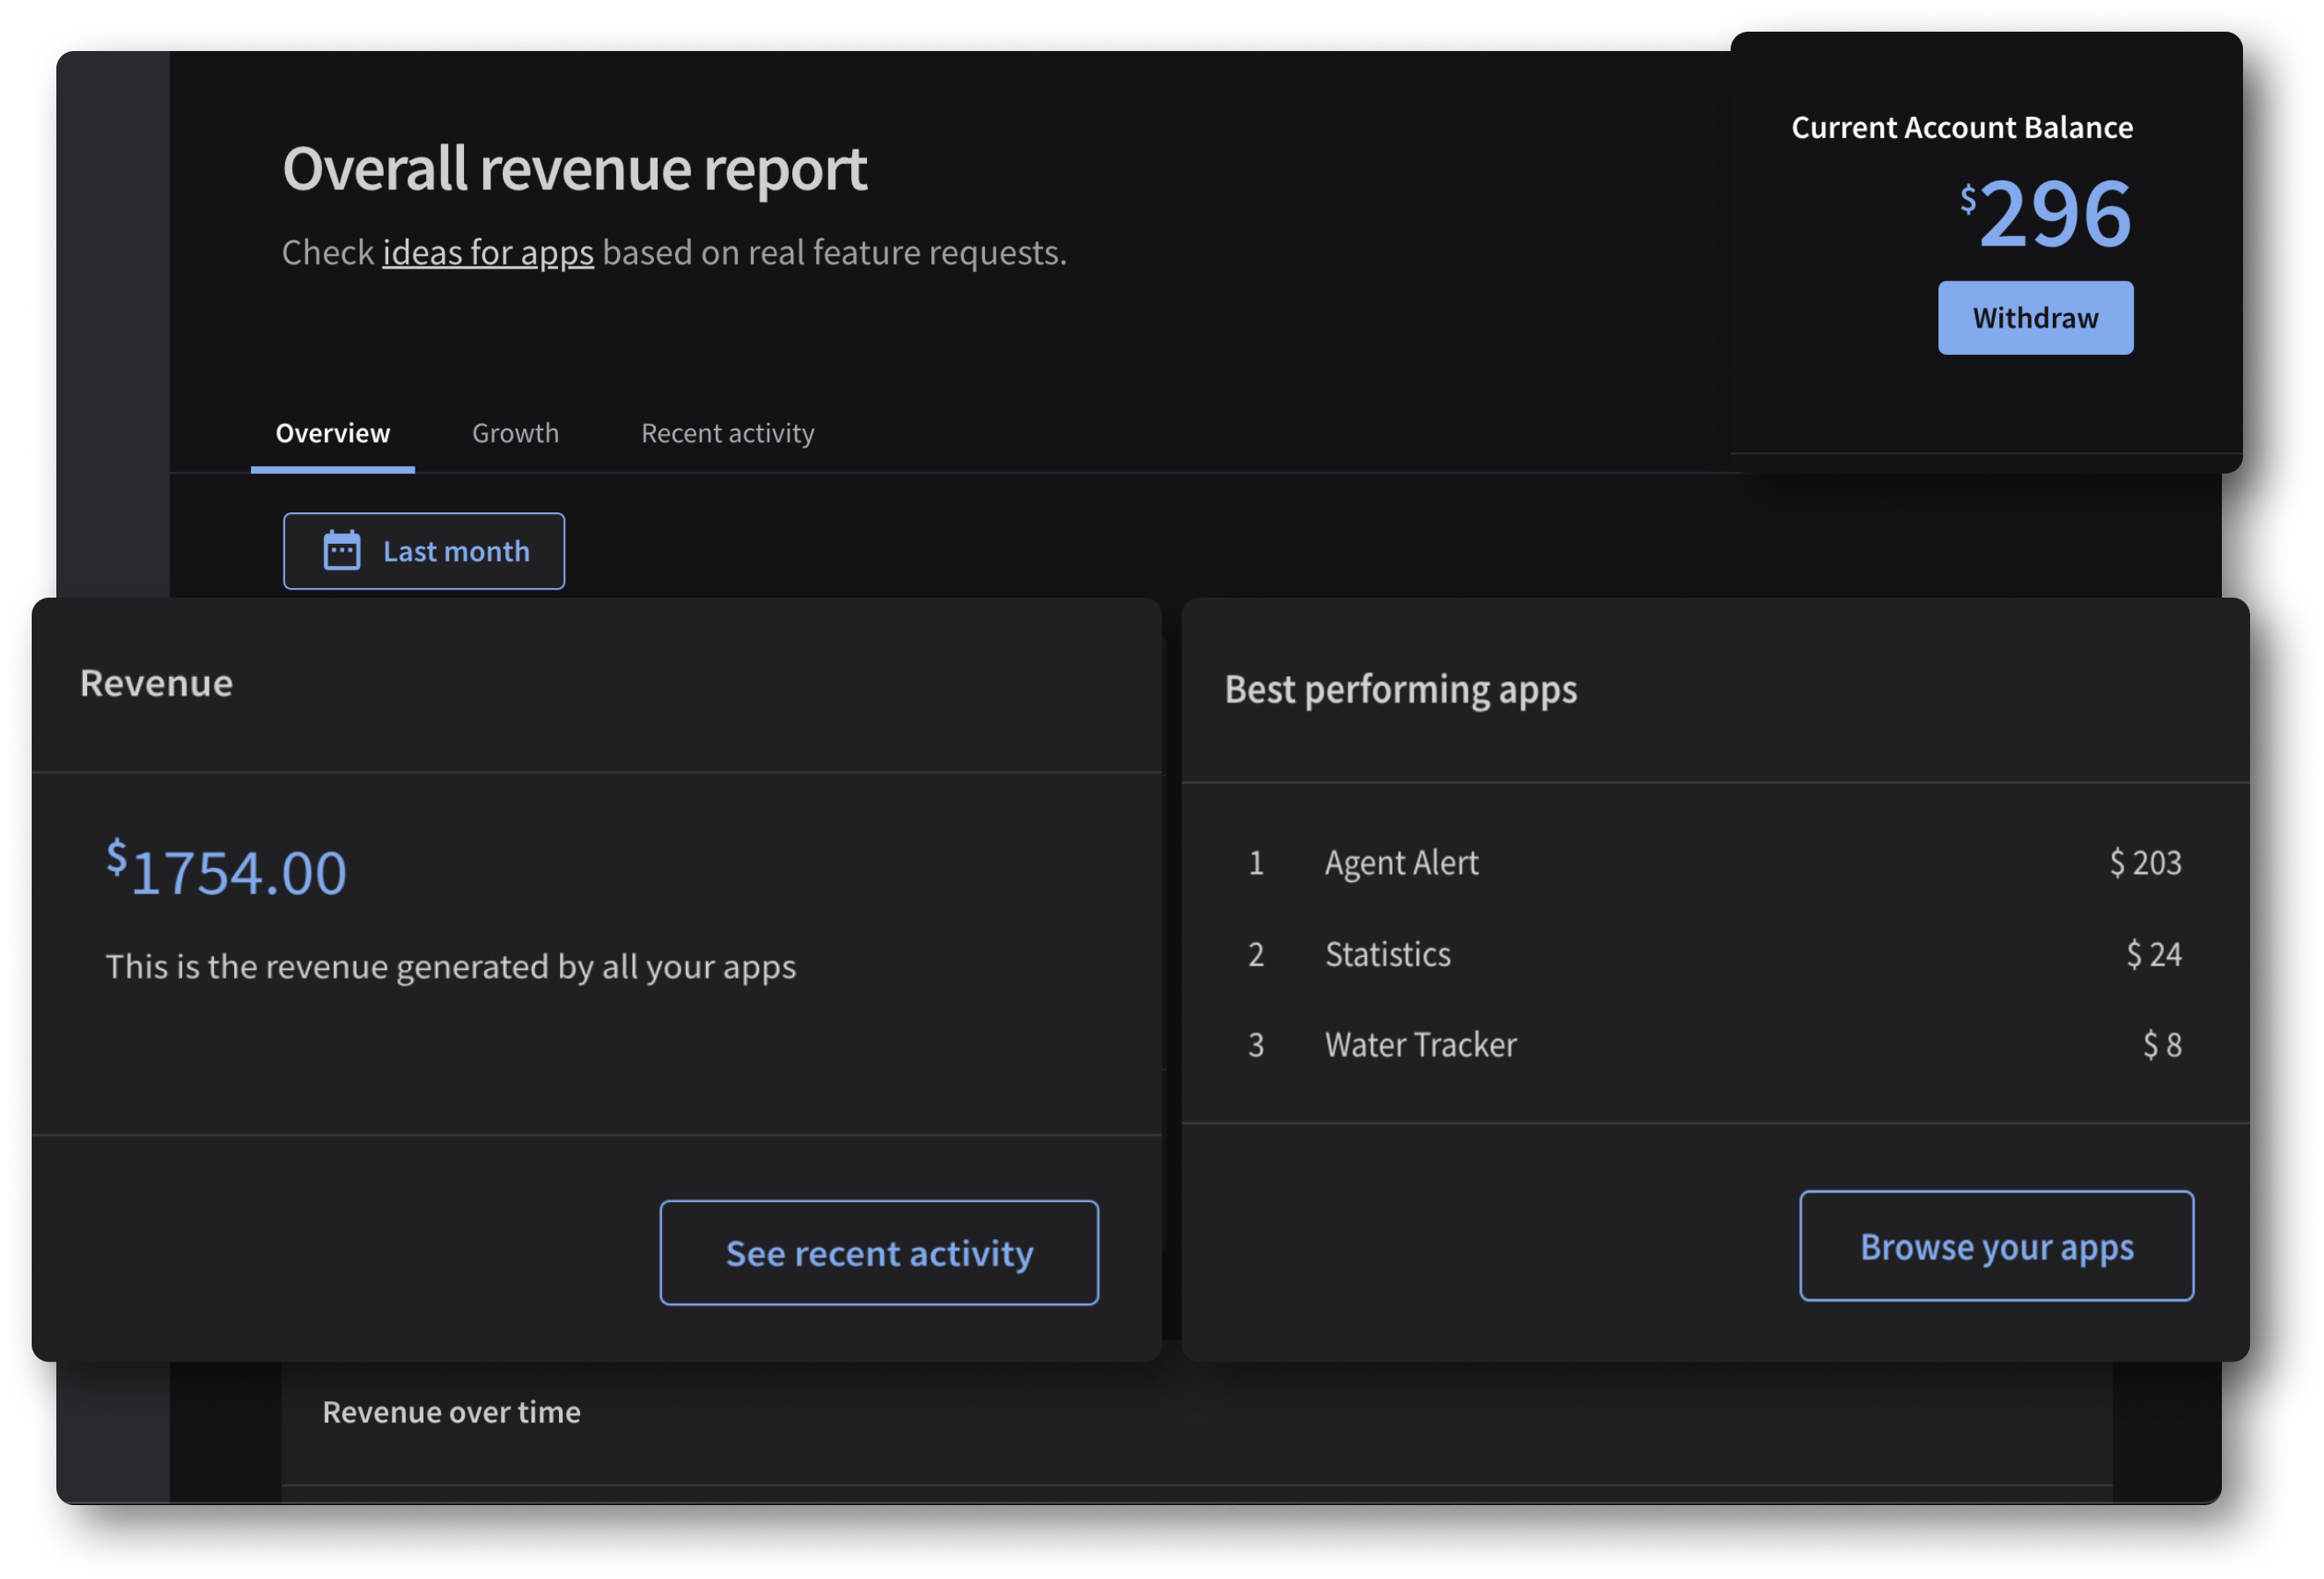 Overall revenue report
Check ideas for apps based on real feature requests.
Current Account Balance
$296
Withdraw
Overview
Growth
Recent activity
Last month
Revenue
$1754.00
This is the revenue generated by all your apps
See recent activity
Best performing apps
1 Agent Alert $ 203
2 Statistics $ 24
3 Water Tracker $ 8
Browse your apps
Revenue over time